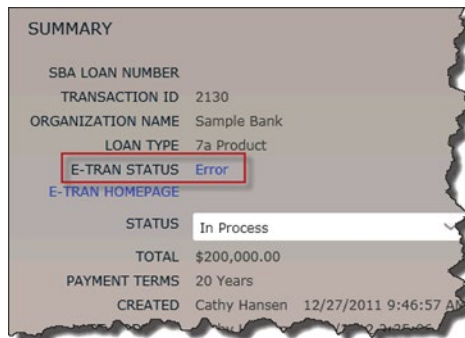 SUMMARY
SBA LOAN NUMBER
TRANSACTION ID 2130
ORGANIZATION NAME Sample Bank
LOAN TYPE 7a Product
E-TRAN STATUS Error
E-TRAN HOMEPAGE
STATUS In Process
TOTAL $200,000.00
PAYMENT TERMS 20 Years
CREATED Cathy Hansen 12/27/2011 9:46:57 AM